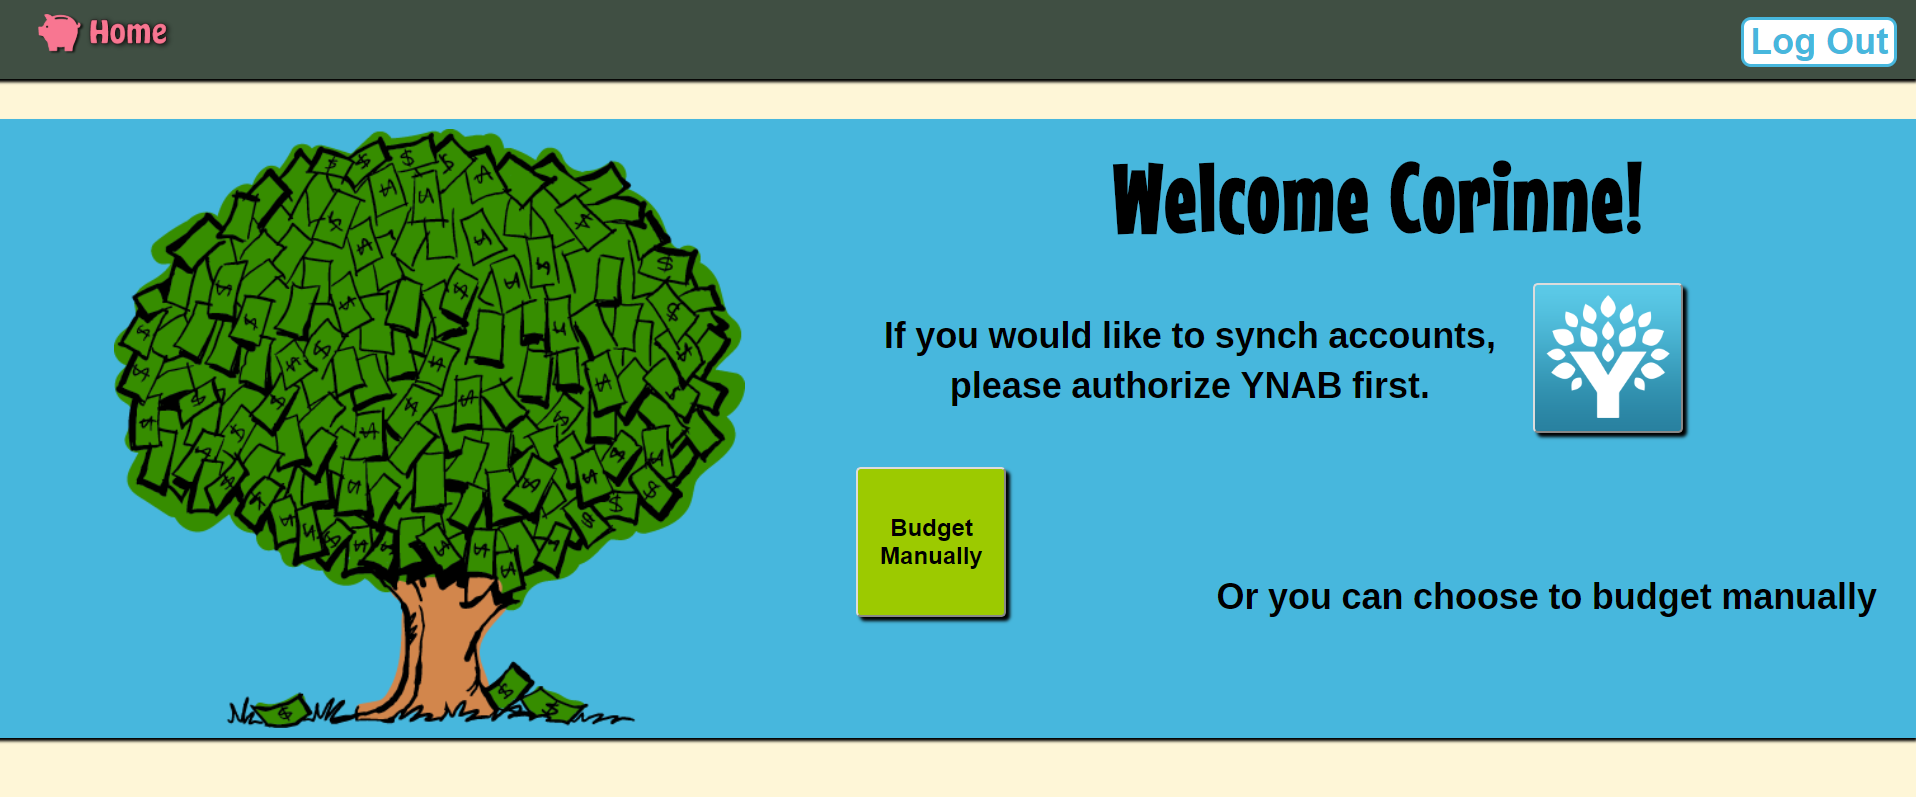 Home
Log Out
Welcome Corinne!
If you would like to synch accounts,
please authorize YNAB first.
Budget
Manually
Or you can choose to budget manually